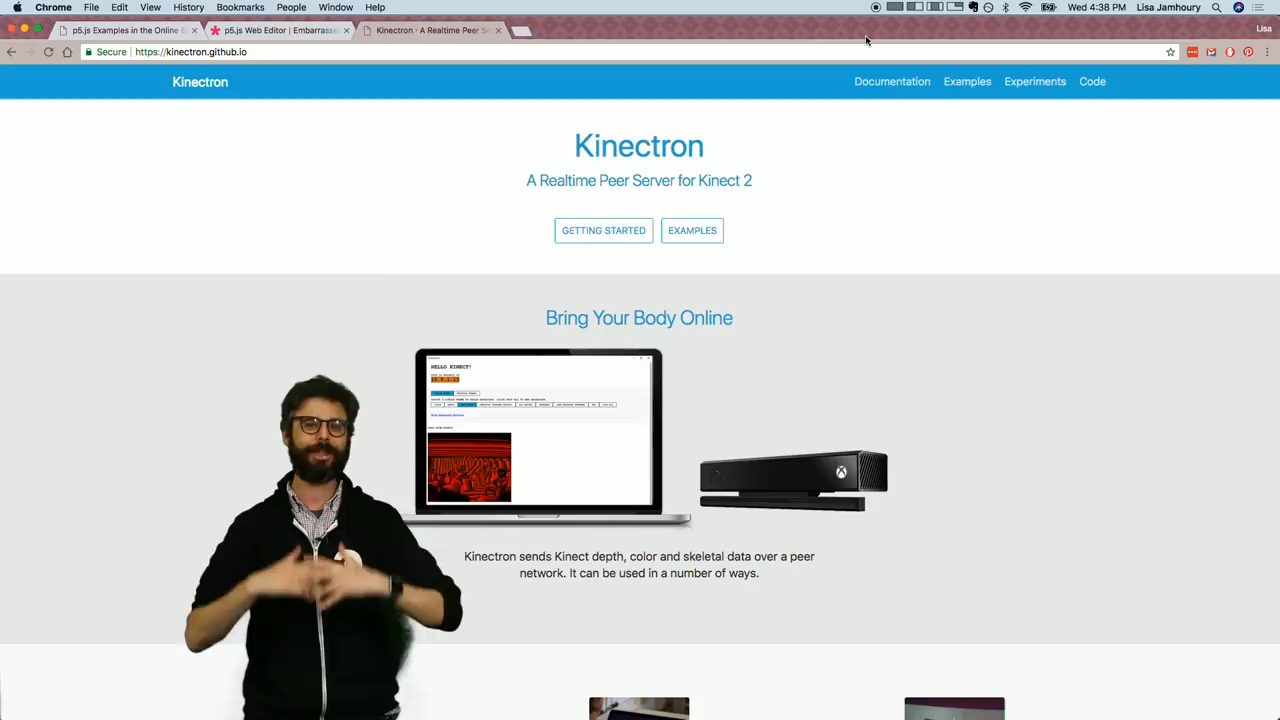 Chrome File Edit View History Bookmarks People Window Help Wed 4:38 PM Lisa Jamhoury
p5.js Examples in the Online E
p5.js Web Editor | Embarrasse
Kinectron · A Realtime Peer Se
Lisa
Secure https://kinectron.github.io
Kinectron Documentation Examples Experiments Code
Kinectron
A Realtime Peer Server for Kinect 2
GETTING STARTED EXAMPLES
Bring Your Body Online
HELLO KINECT!
Kinectron sends Kinect depth, color and skeletal data over a peer
network. It can be used in a number of ways.